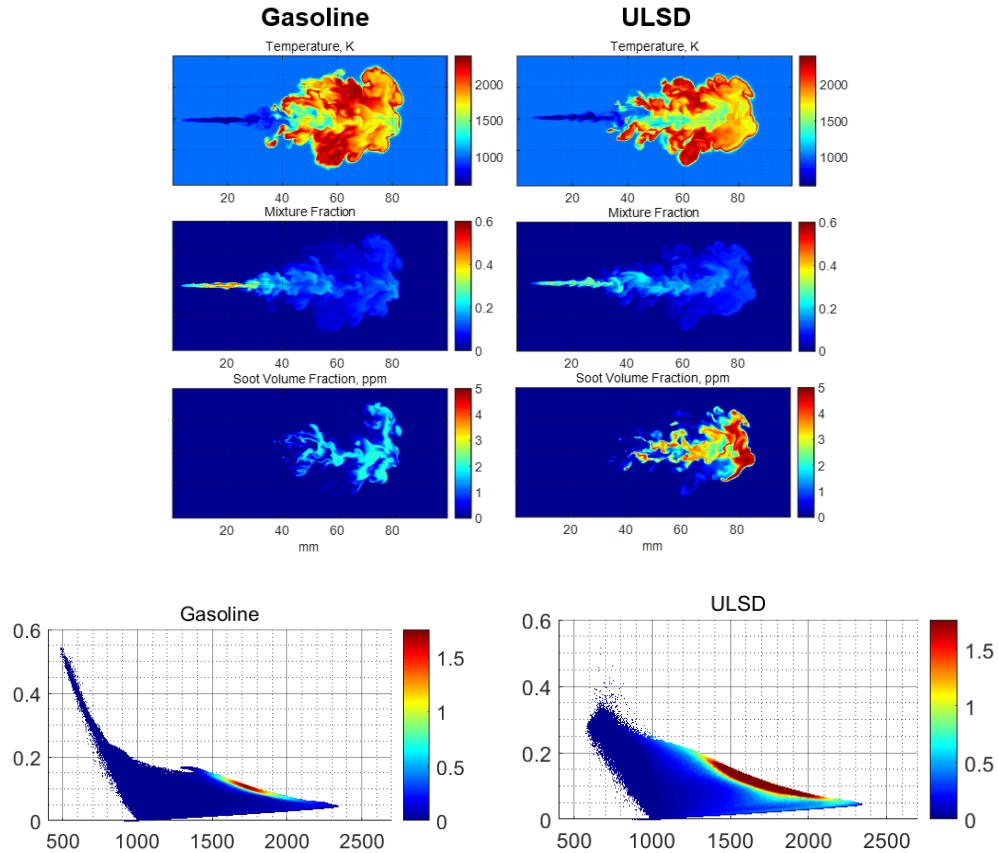 Gasoline ULSD
Temperature, K Temperature, K
2000 2000
1500 1500
1000 1000
20 40 60 80 20 40 60 80
Mixture Fraction Mixture Fraction
0.6 0.6
0.4 0.4
0.2 0.2
0 0
20 40 60 80 20 40 60 80
Soot Volume Fraction, ppm Soot Volume Fraction, ppm
5 5
4 4
3 3
2 2
1 1
0 0
20 40 60 80 20 40 60 80
mm mm
Gasoline ULSD
0.6 0.6
1.5 1.5
0.4 0.4
1 1
0.2 0.2
0.5 0.5
0 0 0 0
500 1000 1500 2000 2500 500 1000 1500 2000 2500